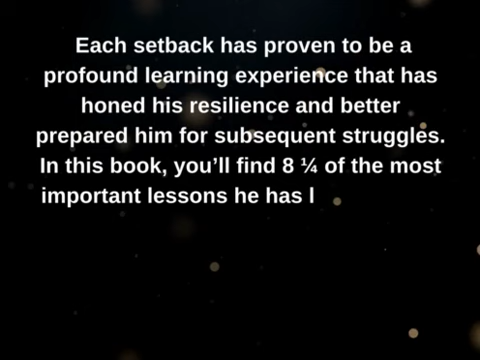 Each setback has proven to be a
profound learning experience that has
honed his resilience and better
prepared him for subsequent struggles.
In this book, you’ll find 8 ¼ of the most
important lessons he has l